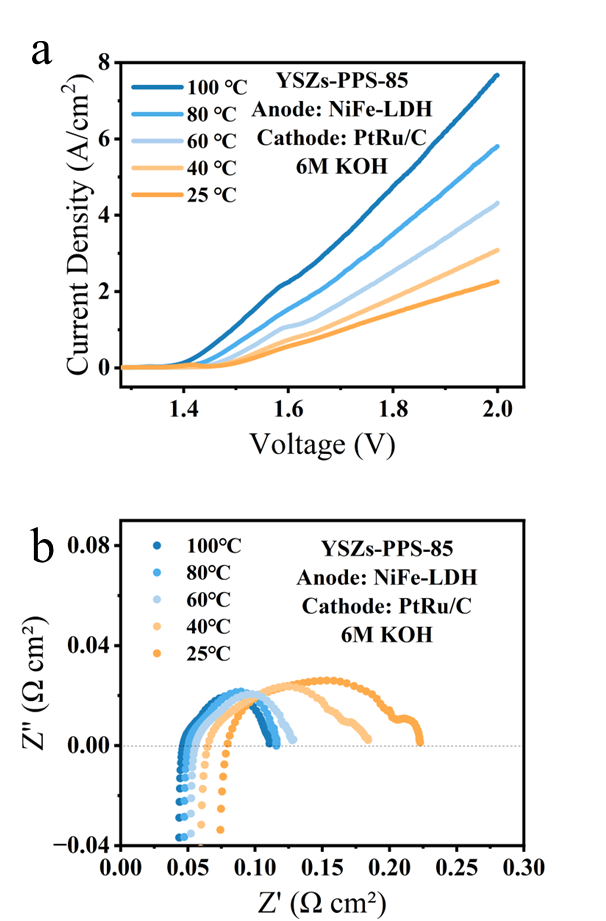 a
8
6
4
2
0
Current Density (A/cm²)
100 ℃
80 ℃
60 ℃
40 ℃
25 ℃
YSZs-PPS-85
Anode: NiFe-LDH
Cathode: PtRu/C
6M KOH
1.4 1.6 1.8 2.0
Voltage (V)
b
0.08
0.04
0.00
−0.04
Z" (Ω cm²)
100℃
80℃
60℃
40℃
25℃
YSZs-PPS-85
Anode: NiFe-LDH
Cathode: PtRu/C
6M KOH
0.00 0.05 0.10 0.15 0.20 0.25 0.30
Z' (Ω cm²)